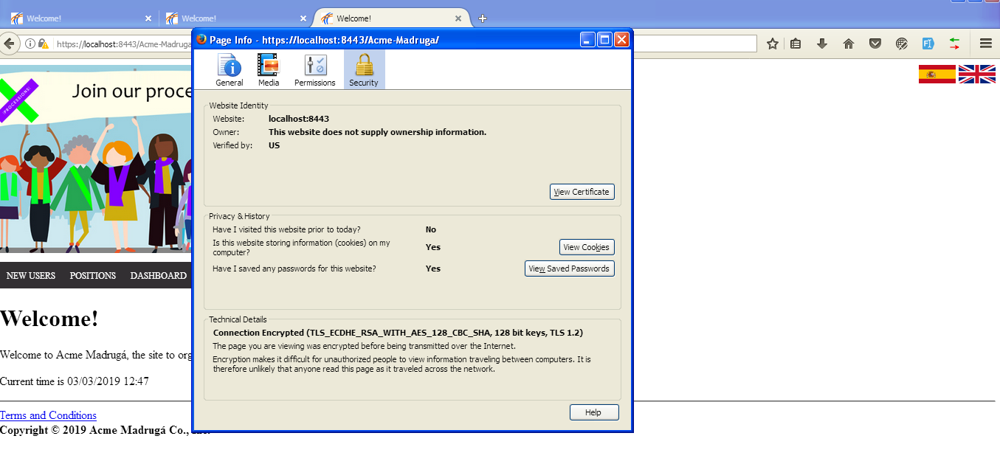 Welcome!
Welcome!
Welcome!
https://localhost:8443/Acme-Madruga
Page Info - https://localhost:8443/Acme-Madruga/
General
Media
Permissions
Security
Join our proce
PROCESSIONS
Website Identity
Website: localhost:8443
Owner: This website does not supply ownership information.
Verified by: US
View Certificate
Privacy & History
Have I visited this website prior to today? No
Is this website storing information (cookies) on my
computer?
Yes
View Cookies
Have I saved any passwords for this website? Yes
View Saved Passwords
NEW USERS POSITIONS DASHBOARD
Technical Details
Connection Encrypted (TLS_ECDHE_RSA_WITH_AES_128_CBC_SHA, 128 bit keys, TLS 1.2)
The page you are viewing was encrypted before being transmitted over the Internet.
Encryption makes it difficult for unauthorized people to view information traveling between computers. It is
therefore unlikely that anyone read this page as it traveled across the network.
Help
Welcome!
Welcome to Acme Madrugá, the site to org
Current time is 03/03/2019 12:47
Terms and Conditions
Copyright © 2019 Acme Madrugá Co., Inc.